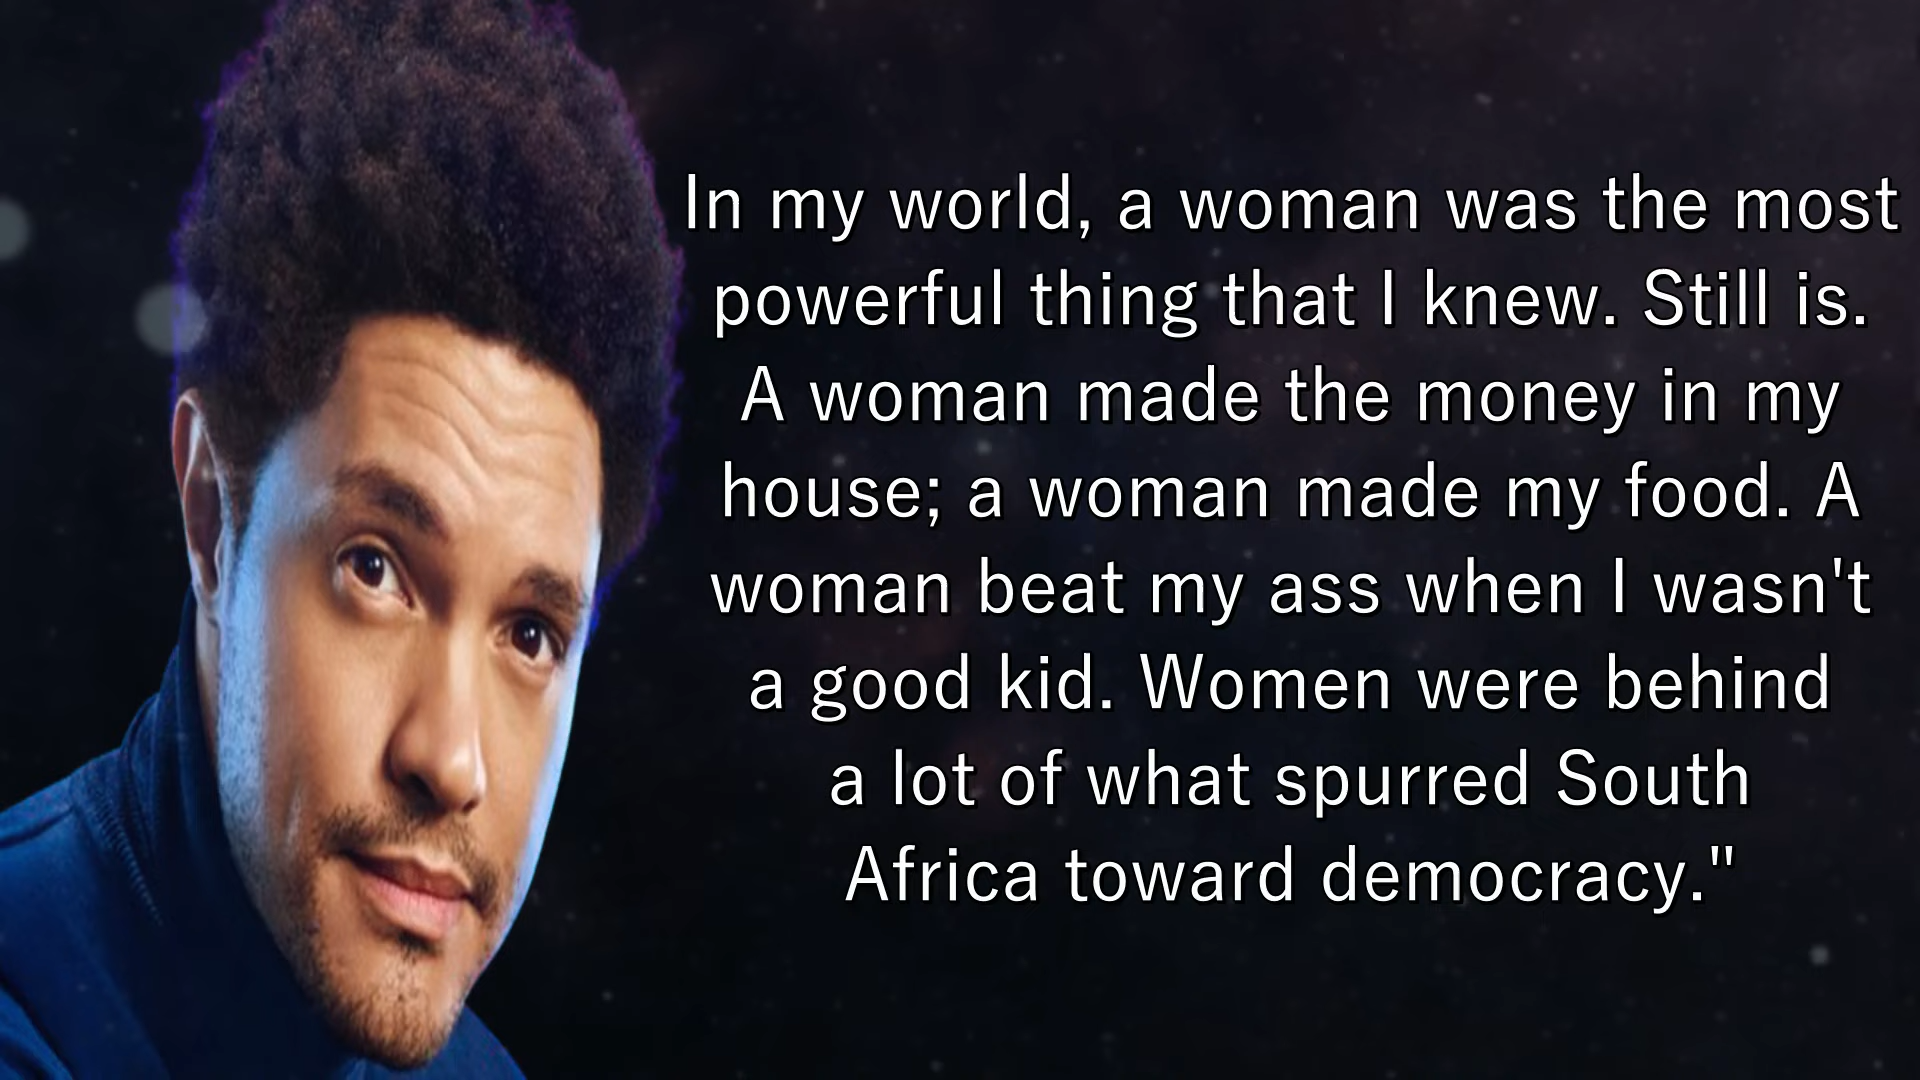 In my world, a woman was the most
powerful thing that I knew. Still is.
A woman made the money in my
house; a woman made my food. A
woman beat my ass when I wasn't
a good kid. Women were behind
a lot of what spurred South
Africa toward democracy."